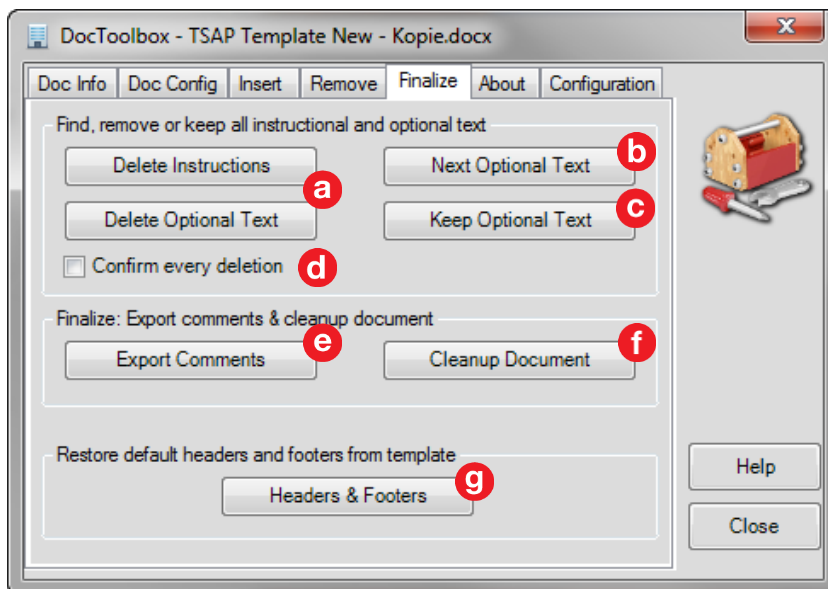 DocToolbox - TSAP Template New - Kopie.docx
x
Doc Info Doc Config Insert Remove Finalize About Configuration
Find, remove or keep all instructional and optional text
Delete Instructions Next Optional Text b
a
Delete Optional Text Keep Optional Text c
Confirm every deletion d
Finalize: Export comments & cleanup document
Export Comments e Cleanup Document f
Restore default headers and footers from template
Headers & Footers g
Help
Close